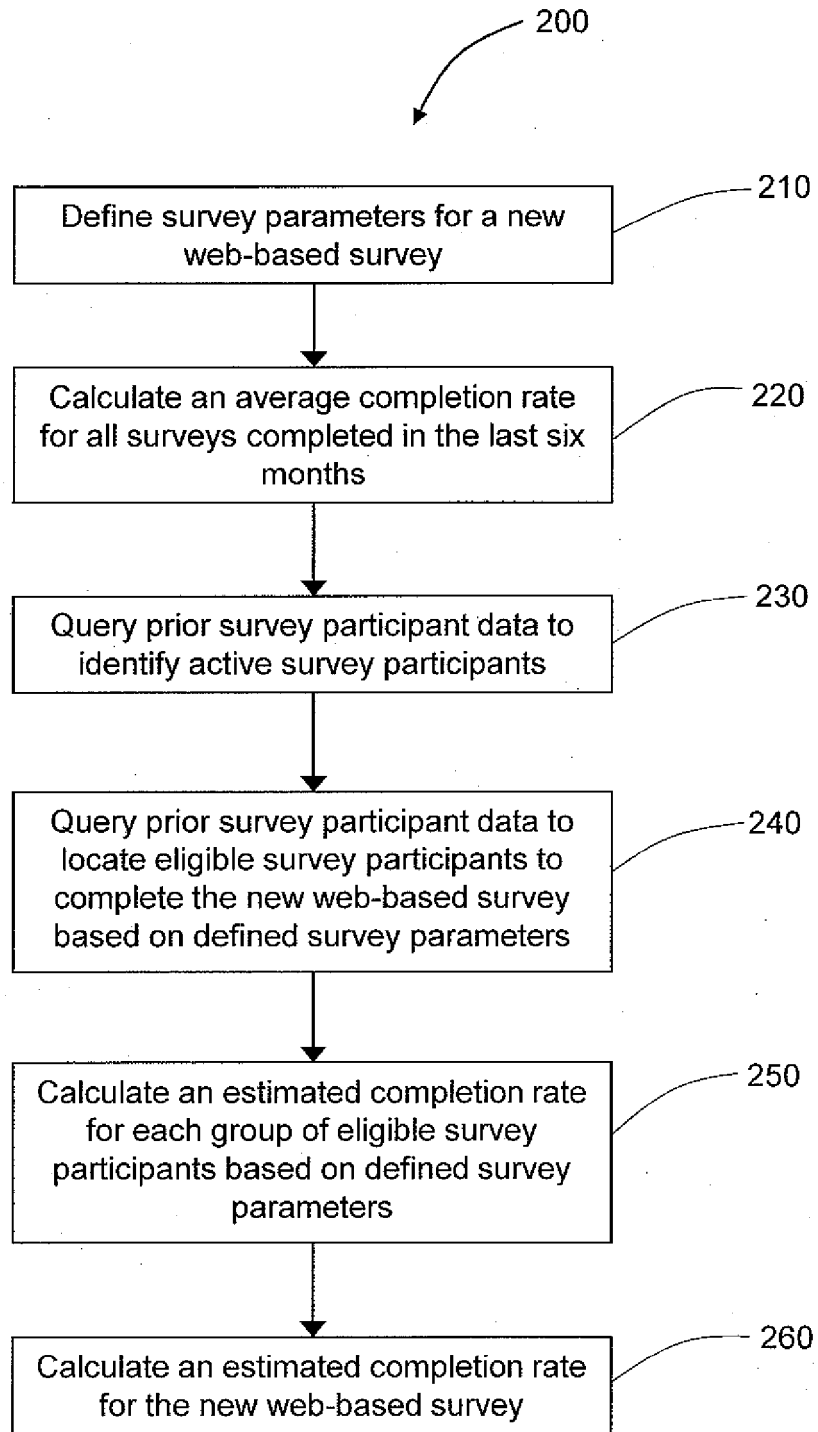 200
210
Define survey parameters for a new
web-based survey
220
Calculate an average completion rate
for all surveys completed in the last six
months
230
Query prior survey participant data to
identify active survey participants
240
Query prior survey participant data to
locate eligible survey participants to
complete the new web-based survey
based on defined survey parameters
250
Calculate an estimated completion rate
for each group of eligible survey
participants based on defined survey
parameters
260
Calculate an estimated completion rate
for the new web-based survey